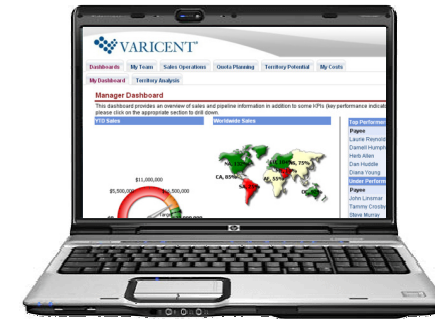 VARICENT
Dashboards My Team Sales Operations Quota Planning Territory Potential My Costs
My Dashboard Territory Analysis
Manager Dashboard
This dashboard provides an overview of sales and pipeline information in addition to some KPIs (key performance indicat
please click on the appropriate section to drill down.
YTD Sales Worldwide Sales Top Performer
Payee
Laurie Reynold
Darnell Humph
Herb Allen
Dan Huddle
Diana Young
Under Perform
Payee
John Linsmar
Tammy Crosby
Steve Murray
$11,000,000
$5,500,000
CA, 85%
hp